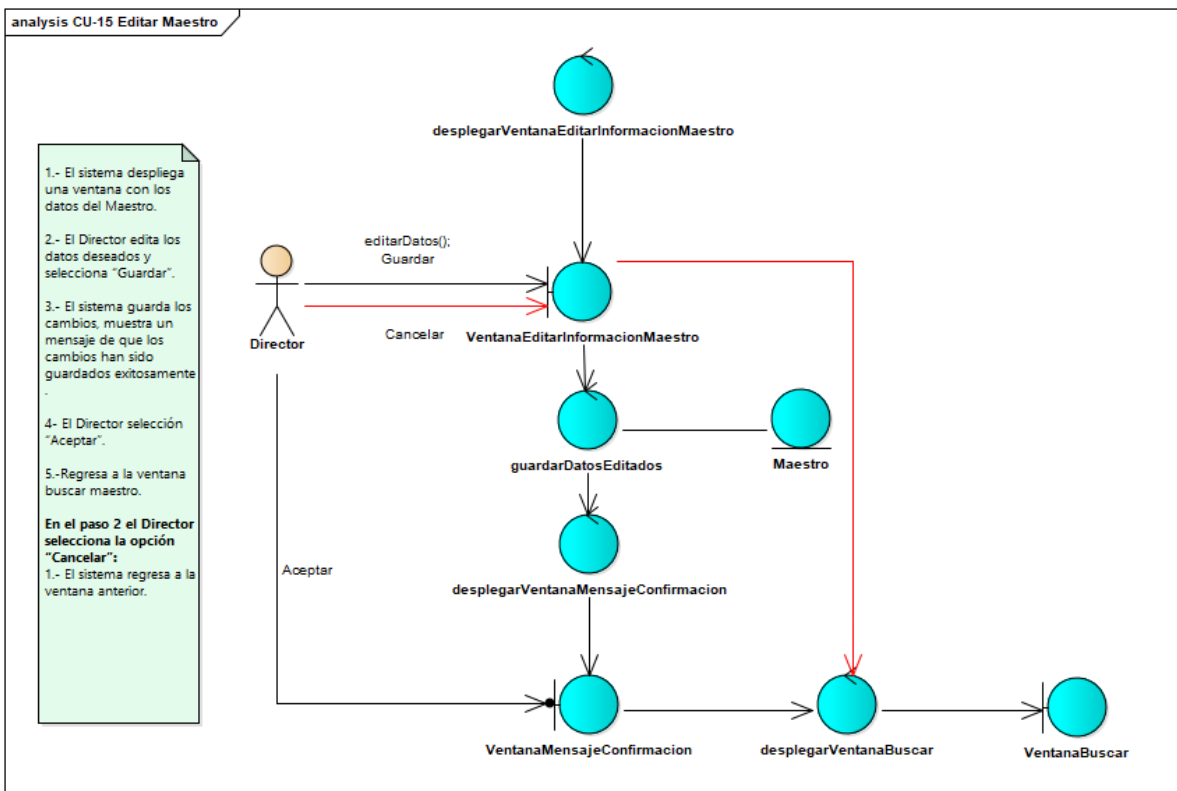 analysis CU-15 Editar Maestro
desplegarVentanaEditarInformacionMaestro
1.- El sistema despliega
una ventana con los
datos del Maestro.
2.- El Director edita los
datos deseados y
selecciona “Guardar”.
3.- El sistema guarda los
cambios, muestra un
mensaje de que los
cambios han sido
guardados exitosamente
.
4- El Director selección
“Aceptar”.
5.-Regresa a la ventana
buscar maestro.
En el paso 2 el Director
selecciona la opción
“Cancelar”:
1.- El sistema regresa a la
ventana anterior.
editarDatos();
Guardar
Cancelar
Director
VentanaEditarInformacionMaestro
guardarDatosEditados
Maestro
Aceptar
desplegarVentanaMensajeConfirmacion
VentanaMensajeConfirmacion
desplegarVentanaBuscar
VentanaBuscar